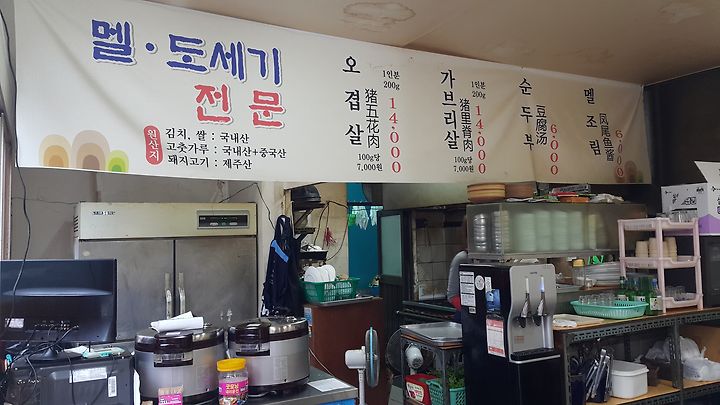 멜·도세기
전문
원산지
김치, 쌀 : 국내산
고춧가루 : 국내산+중국산
돼지고기 : 제주산
오겹살
猪五花肉
1인분
200g
14,000
100g당
7,000원
가브리살
猪里脊肉
1인분
200g
14,000
100g당
7,000원
순두부
豆腐汤
6,000
멜조림
凤尾鱼酱
6,000